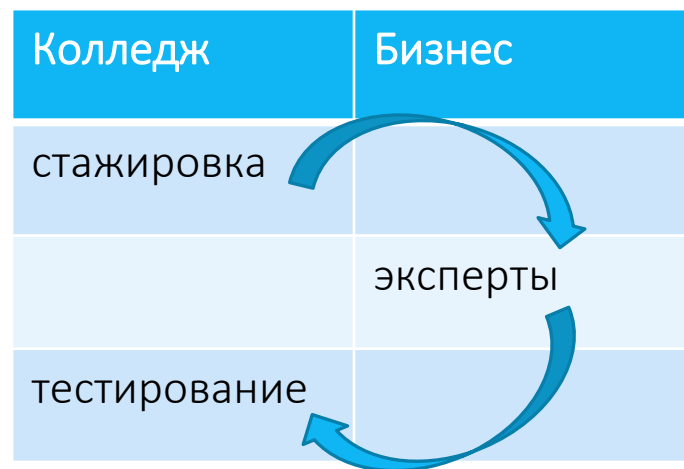 Колледж Бизнес
стажировка
эксперты
тестирование